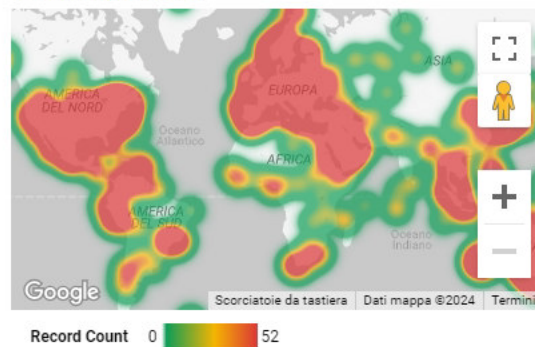 AMERICA
DEL NORD
EUROPA
ASIA
Oceano
Atlantico
AFRICA
AMERICA
DEL SUD
Oceano
Indiano
Google
Scorciatoie da tastiera
Dati mappa ©2024
Termini
Record Count 0 52